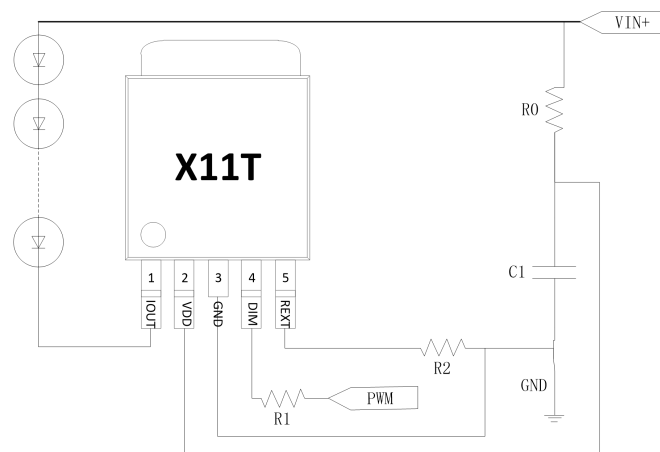 VIN+
R0
X11T
C1
1 2 3 4 5
IOUT VDD GND DIM REXT
R2
GND
PWM
R1